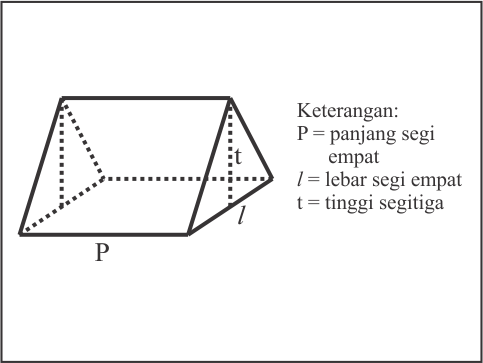 Keterangan:
P = panjang segi
empat
l = lebar segi empat
t = tinggi segitiga
t
l
P